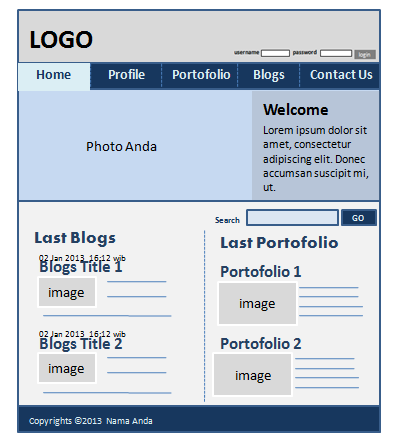 LOGO
username password login
Home Profile Portofolio Blogs Contact Us
Photo Anda
Welcome
Lorem ipsum dolor sit
amet, consectetur
adipiscing elit. Donec
accumsan suscipit mi,
ut.
Search GO
Last Blogs
02 Jan 2013 16:12 wib
Blogs Title 1
image
02 Jan 2013 16:12 wib
Blogs Title 2
image
Last Portofolio
Portofolio 1
image
Portofolio 2
image
Copyrights ©2013 Nama Anda